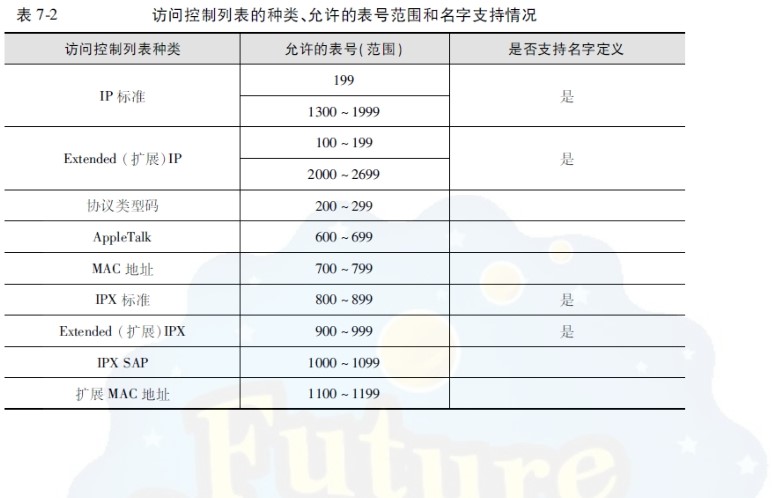 表 7-2 访问控制列表的种类、允许的表号范围和名字支持情况
访问控制列表种类 允许的表号(范围) 是否支持名字定义
IP 标准 199 是
1300~1999
Extended(扩展)IP 100~199 是
2000~2699
协议类型码 200~299
AppleTalk 600~699
MAC 地址 700~799
IPX 标准 800~899 是
Extended(扩展)IPX 900~999 是
IPX SAP 1000~1099
扩展 MAC 地址 1100~1199
Future